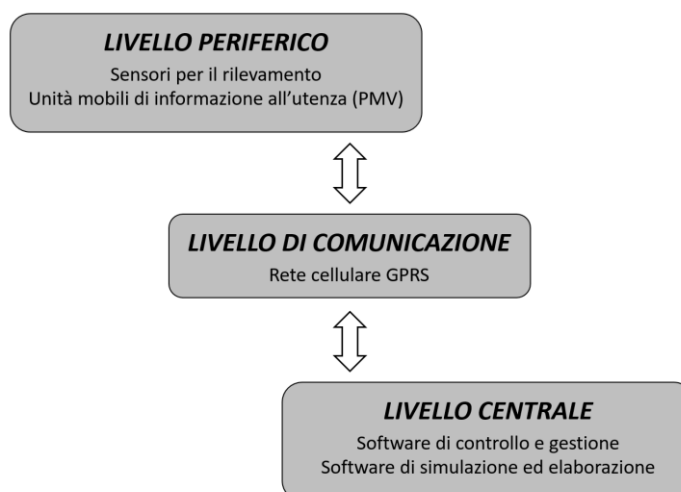 LIVELLO PERIFERICO
Sensori per il rilevamento
Unità mobili di informazione all'utenza (PMV)
LIVELLO DI COMUNICAZIONE
Rete cellulare GPRS
LIVELLO CENTRALE
Software di controllo e gestione
Software di simulazione ed elaborazione